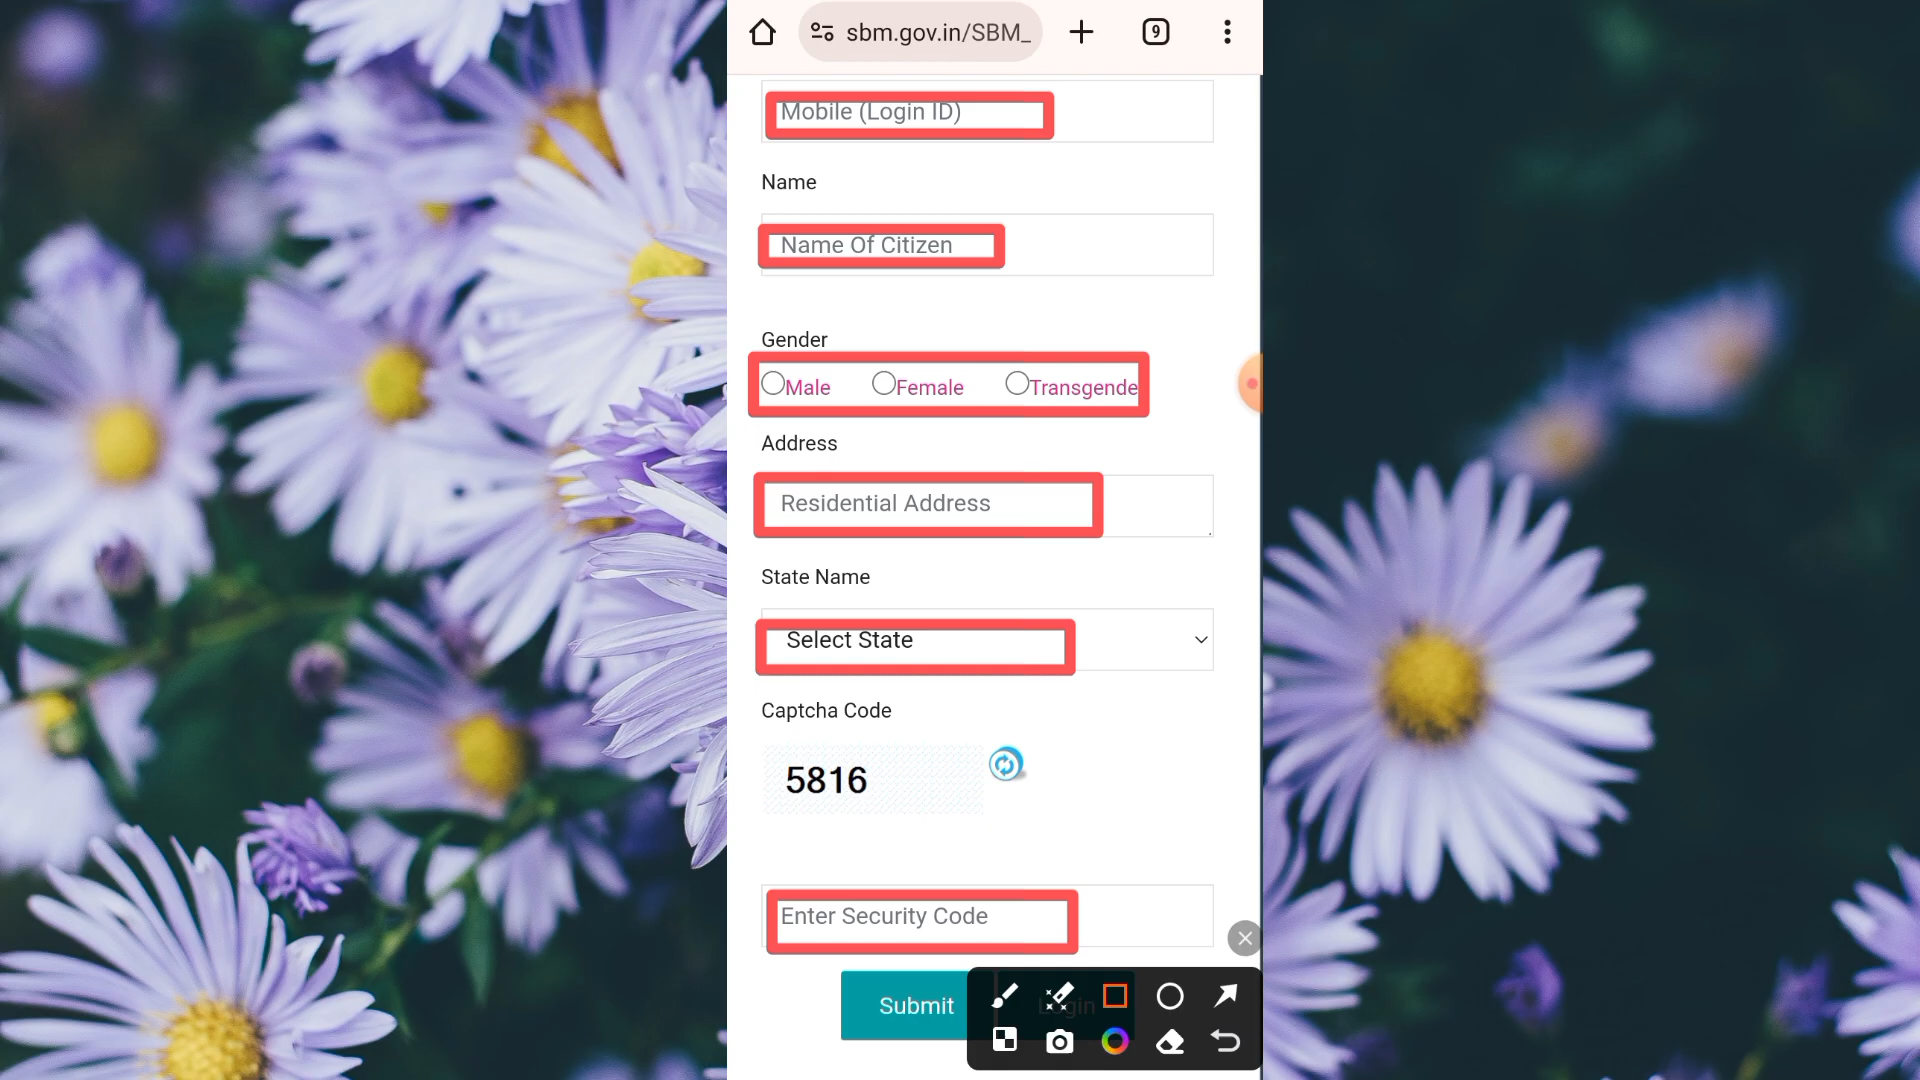 sbm.gov.in/SBM_
9
Mobile (Login ID)
Name
Name Of Citizen
Gender
Male Female Transgende
Address
Residential Address
State Name
Select State
Captcha Code
5816
Enter Security Code
Submit Login